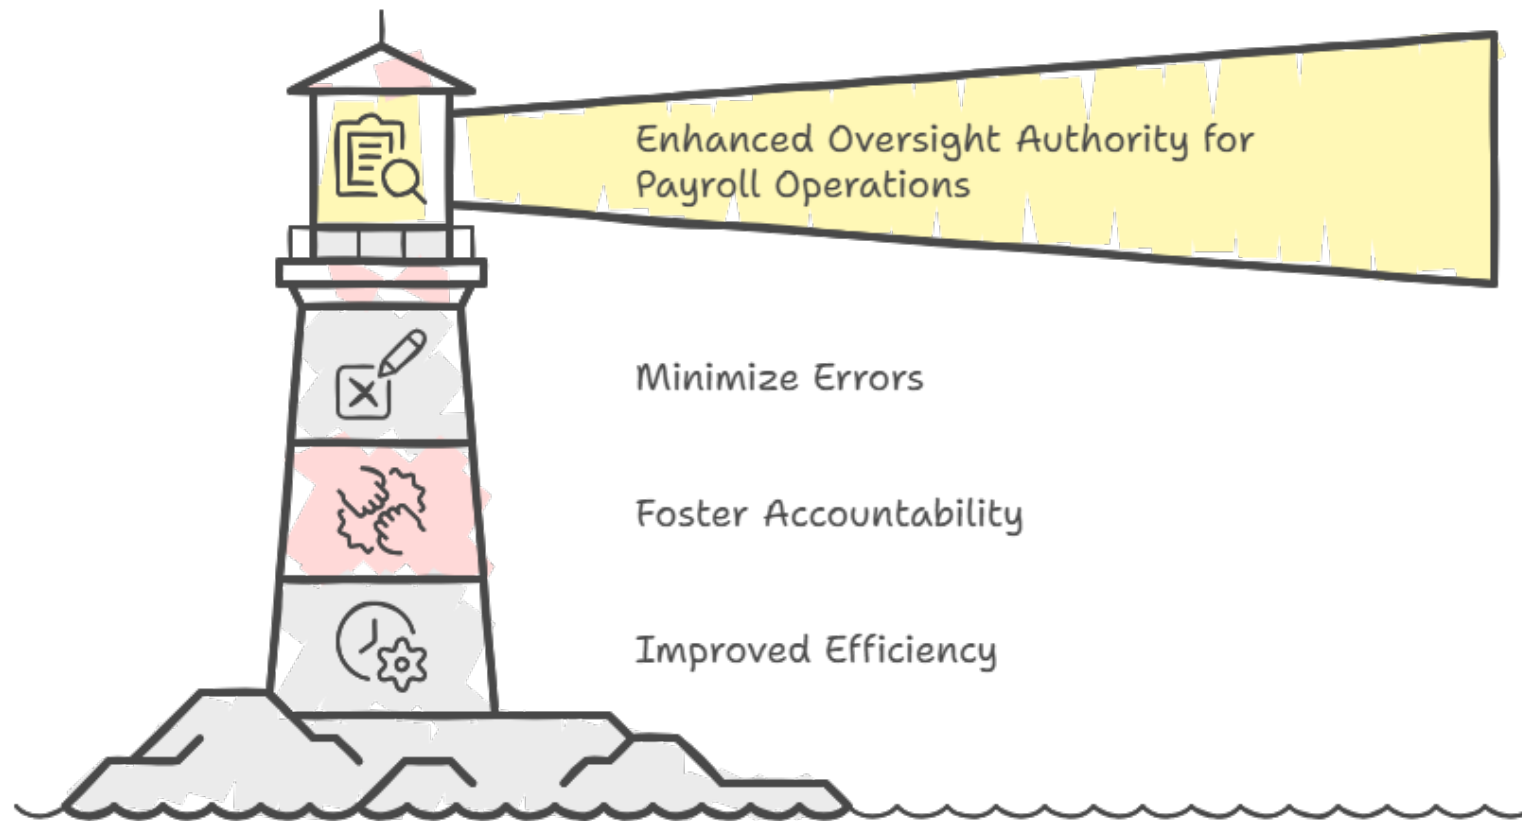 Enhanced Oversight Authority for
Payroll Operations
Minimize Errors
Foster Accountability
Improved Efficiency